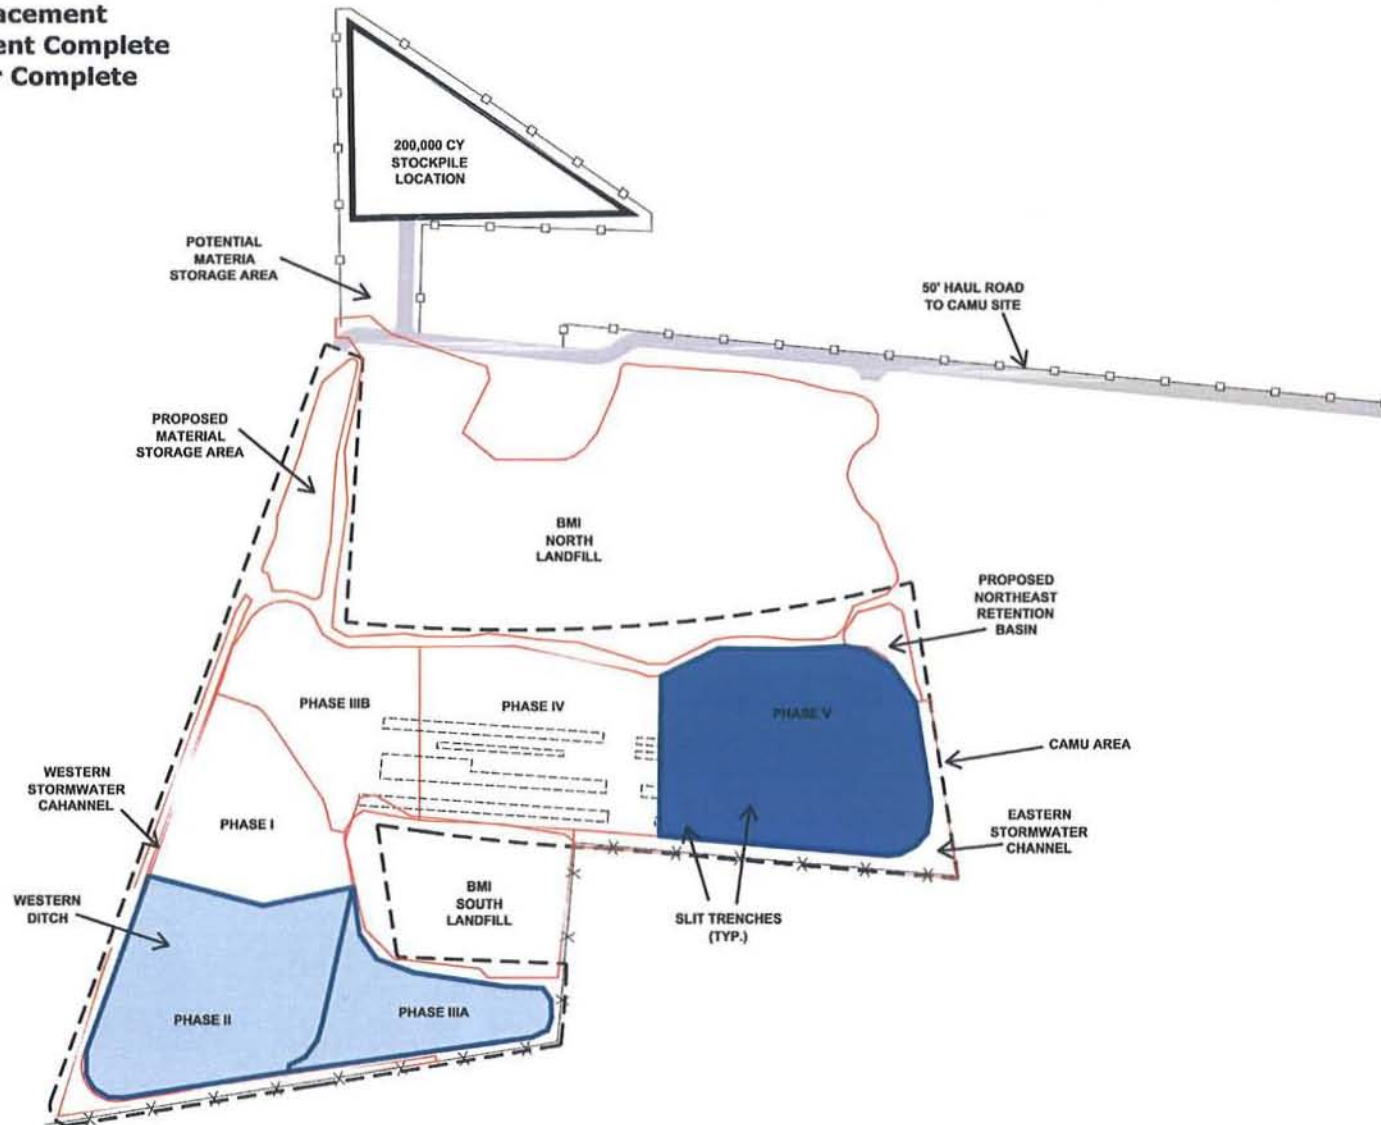 ent Complete
Complete
200,000 CY
STOCKPILE
LOCATION
POTENTIAL
MATERIA
STORAGE AREA
50' HAUL ROAD
TO CAMU SITE
PROPOSED
MATERIAL
STORAGE AREA
BMI
NORTH
LANDFILL
PROPOSED
NORTHEAST
RETENTION
BASIN
PHASE IIIB
PHASE IV
PHASE V
CAMU AREA
WESTERN
STORMWATER
CAHANNEL
PHASE I
EASTERN
STORMWATER
CHANNEL
WESTERN
DITCH
BMI
SOUTH
LANDFILL
SLIT TRENCHES
(TYP.)
PHASE II
PHASE IIIA